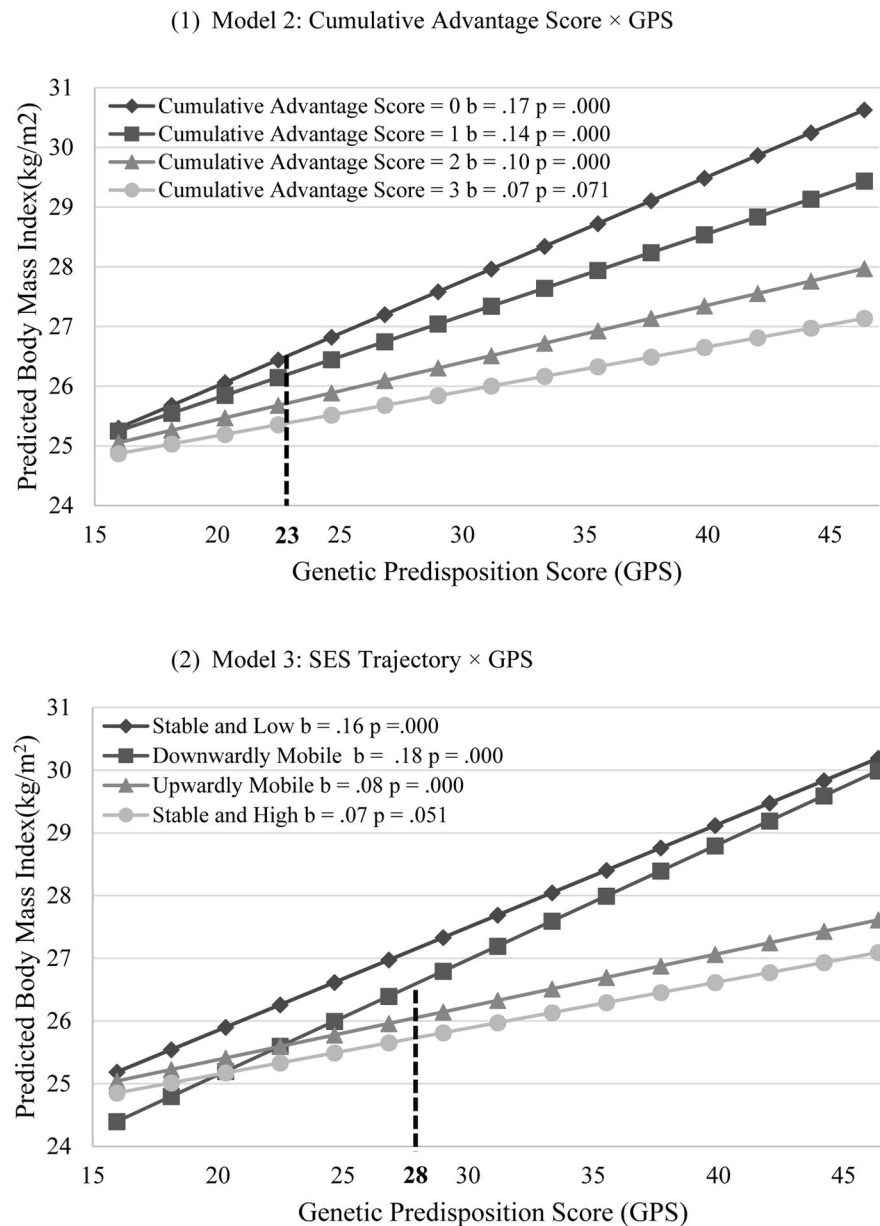 (1) Model 2: Cumulative Advantage Score × GPS
31
30
29
28
27
26
25
24
Predicted Body Mass Index(kg/m2)
Cumulative Advantage Score = 0 b = .17 p = .000
Cumulative Advantage Score = 1 b = .14 p = .000
Cumulative Advantage Score = 2 b = .10 p = .000
Cumulative Advantage Score = 3 b = .07 p = .071
15 20 23 25 30 35 40 45
Genetic Predisposition Score (GPS)
(2) Model 3: SES Trajectory × GPS
31
30
29
28
27
26
25
24
Predicted Body Mass Index(kg/m²)
Stable and Low b = .16 p =.000
Downwardly Mobile b = .18 p = .000
Upwardly Mobile b = .08 p = .000
Stable and High b = .07 p = .051
15 20 25 28 30 35 40 45
Genetic Predisposition Score (GPS)